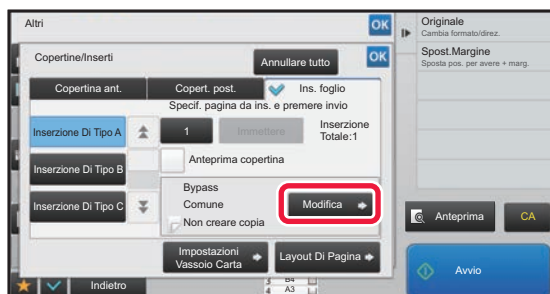 Altri
OK
Originale
Cambia formato/direz.
Copertine/Inserti
Annullare tutto
OK
Spost.Margine
Sposta pos. per avere + marg.
Copertina ant.
Copert. post.
Ins. foglio
Specif. pagina da ins. e premere invio
Inserzione Di Tipo A
1
Immettere
Inserzione
Totale:1
Anteprima copertina
Inserzione Di Tipo B
Bypass
Comune
Modifica
Inserzione Di Tipo C
Non creare copia
Anteprima
CA
Impostazioni
Vassoio Carta
Layout Di Pagina
Avvio
Indietro
3 B4
4 A3